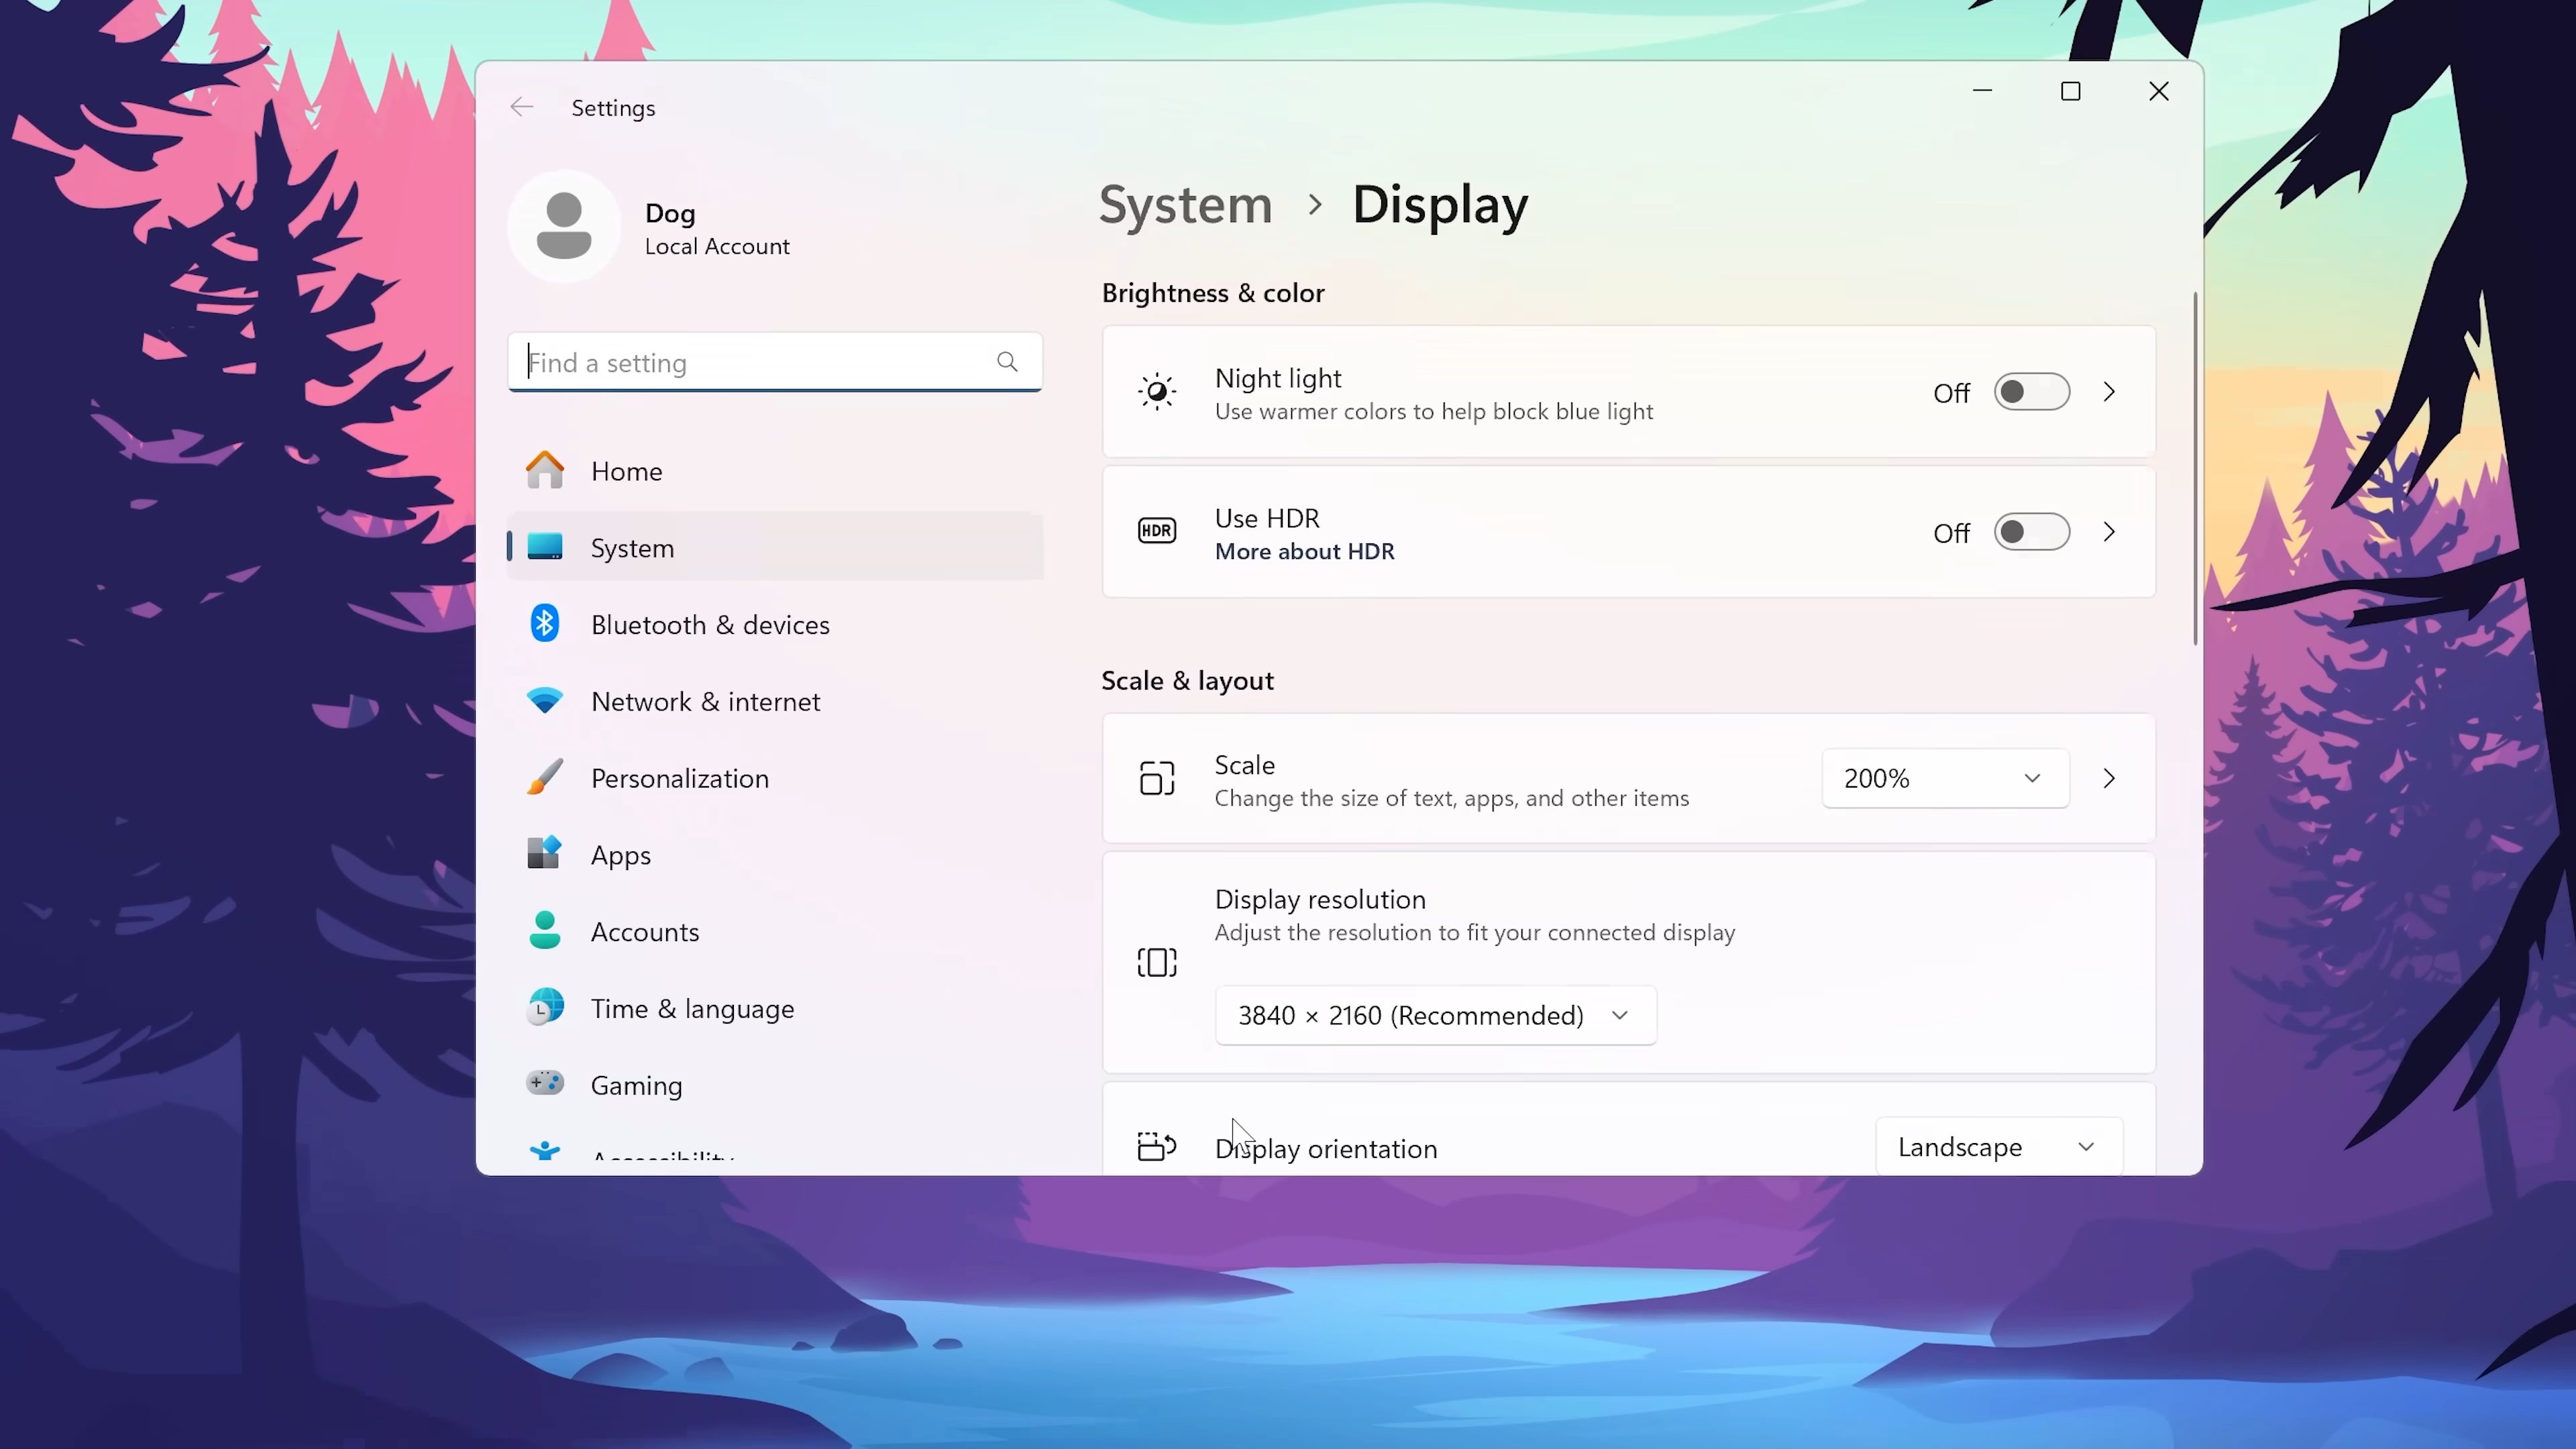 Settings
Dog
Local Account
Find a setting
Home
System
Bluetooth & devices
Network & internet
Personalization
Apps
Accounts
Time & language
Gaming
Accessibility
System > Display
Brightness & color
Night light
Use warmer colors to help block blue light
Off
HDR
Use HDR
More about HDR
Off
Scale & layout
Scale
Change the size of text, apps, and other items
200%
Display resolution
Adjust the resolution to fit your connected display
3840 × 2160 (Recommended)
Display orientation
Landscape